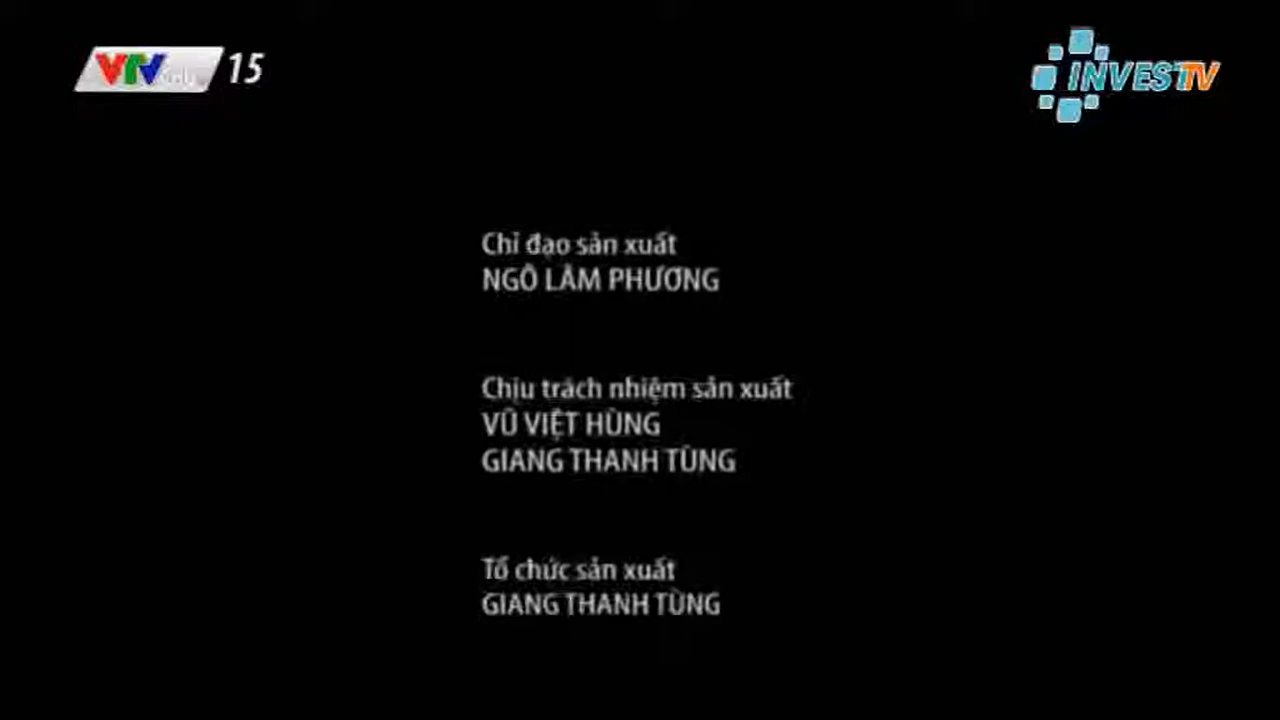 VTV 15
INVESTTV
Chỉ đạo sản xuất
NGÔ LÂM PHƯƠNG
Chịu trách nhiệm sản xuất
VŨ VIỆT HÙNG
GIANG THANH TÙNG
Tổ chức sản xuất
GIANG THANH TÙNG